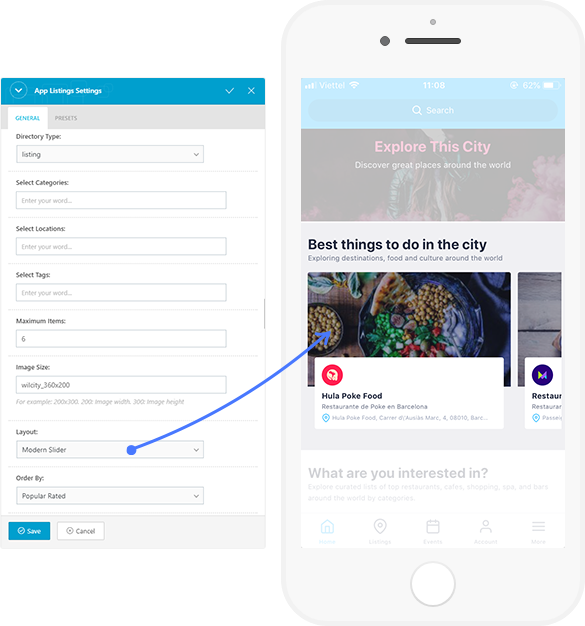 App Listings Settings
GENERAL
PRESETS
Directory Type:
listing
Select Categories:
Enter your word...
Select Locations:
Enter your word...
Select Tags:
Enter your word...
Maximum Items:
6
Image Size:
wilcity_360x200
For example: 200x300. 200: Image width. 300: Image height
Layout:
Modern Slider
Order By:
Popular Rated
Save
Cancel
Viettel
11:08
62%
Search
Explore This City
Discover great places around the world
Best things to do in the city
Exploring destinations, food and culture around the world
Hula Poke Food
Restaurante de Poke en Barcelona
Hula Poke Food, Carrer d\'Ausiàs Marc, 4, 08010, Barc...
Restaura
Restaurar
Passei
What are you interested in?
Explore curated lists of top restaurants, cafes, shopping, spa, and tiers
around the world by categories.
Home
Listings
Events
Account
More